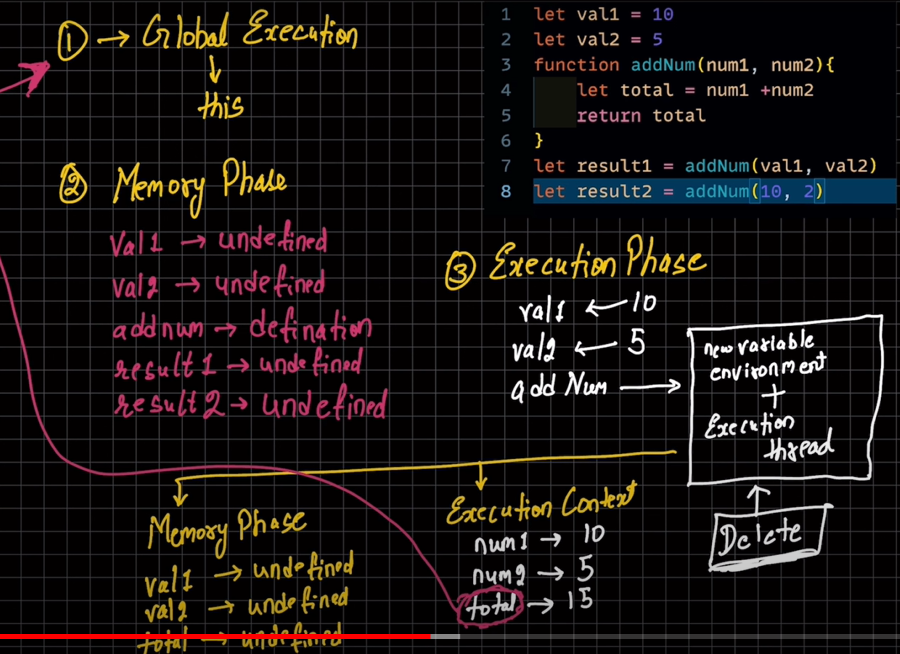 ① → Global Execution
↓
this
② Memory Phase
Val1 → undefined
val2 → undefined
addnum → defination
result1 → undefined
result2 → undefined
1 let val1 = 10
2 let val2 = 5
3 function addNum(num1, num2){
4 let total = num1 +num2
5 return total
6 }
7 let result1 = addNum(val1, val2)
8 let result2 = addNum(10, 2)
③ Execution Phase
val1 ← 10
val2 ← 5
add Num →
new variable
environment
+
Execution
thread
Delete
Memory Phase
val1 → undefined
val2 → undefined
total → undefined
Execution Context
num1 → 10
num2 → 5
total → 15